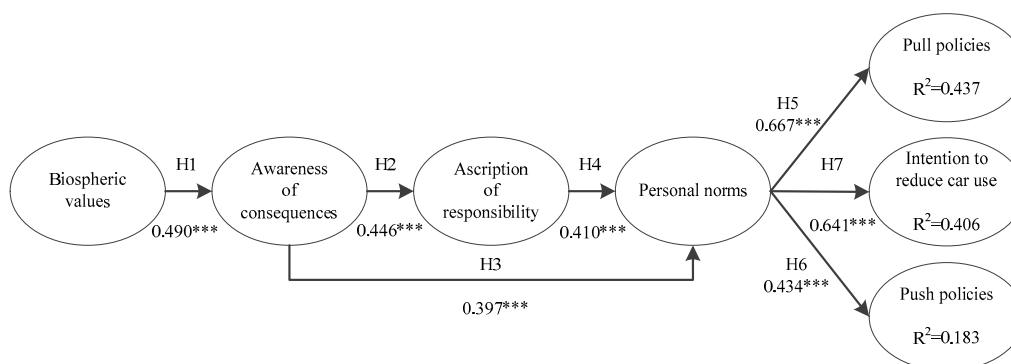 Biospheric
values
H1
0.490***
Awareness
of
consequences
H2
0.446***
Ascription
of
responsibility
H4
0.410***
Personal norms
H3
0.397***
H5
0.667***
Pull policies
R²=0.437
H7
0.641***
Intention to
reduce car use
R²=0.406
H6
0.434***
Push policies
R²=0.183